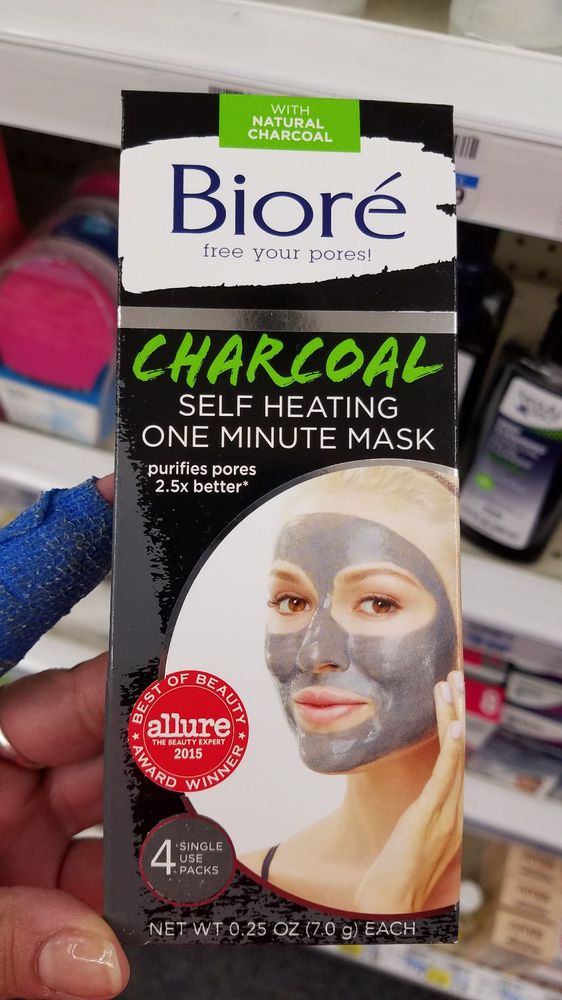 WITH
NATURAL
CHARCOAL
Bioré
free your pores!
CHARCOAL
SELF HEATING
ONE MINUTE MASK
purifies pores
2.5x better*
BEST OF BEAUTY
allure
THE BEAUTY EXPERT
2015
AWARD WINNER
4 SINGLE
USE
PACKS
NET WT 0.25 OZ (7.0 g) EACH